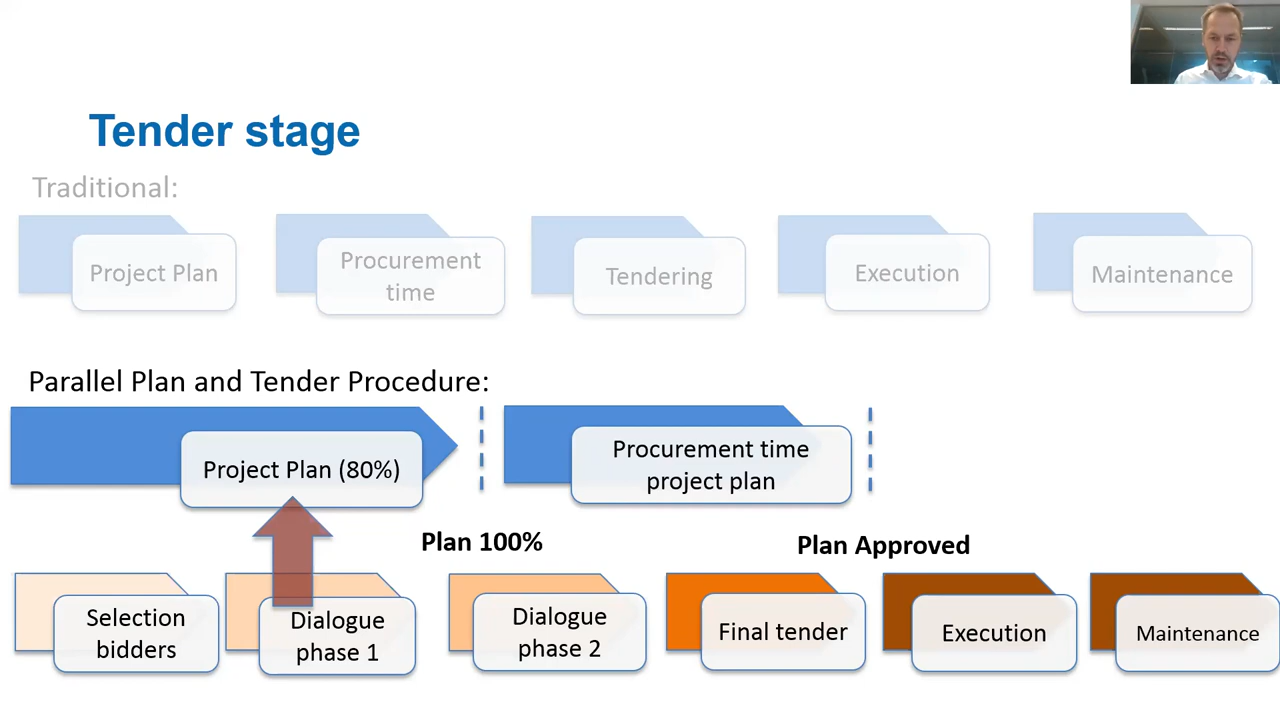 Tender stage
Traditional:
Project Plan
Procurement
time
Tendering
Execution
Maintenance
Parallel Plan and Tender Procedure:
Project Plan (80%)
Procurement time
project plan
Plan 100%
Plan Approved
Selection
bidders
Dialogue
phase 1
Dialogue
phase 2
Final tender
Execution
Maintenance